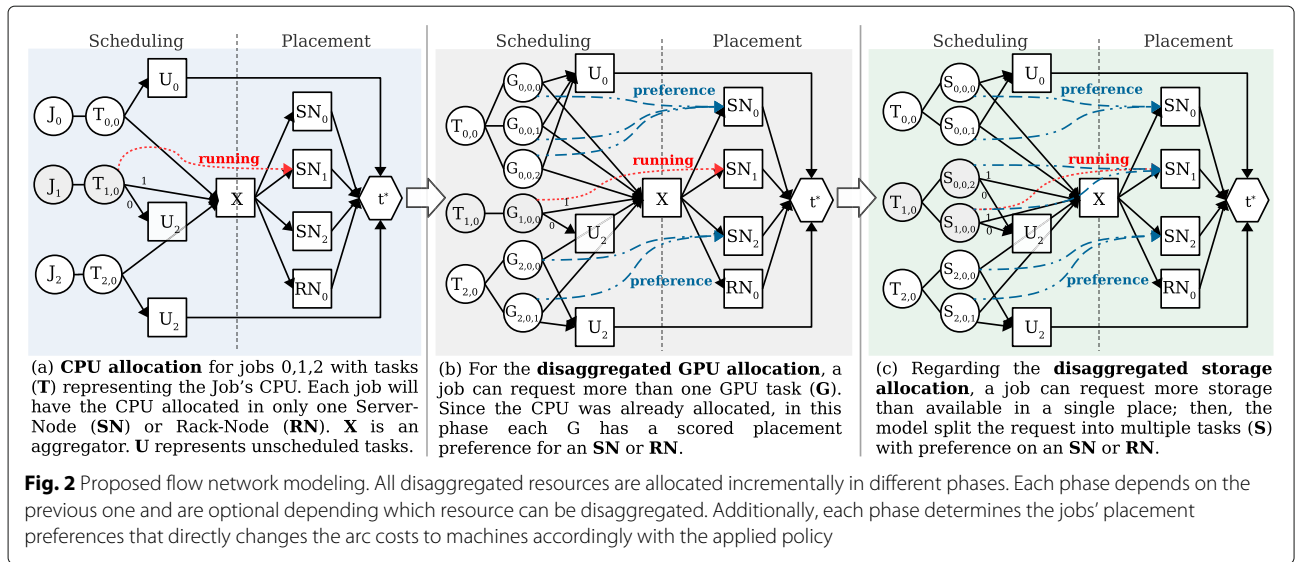 Scheduling Placement
U0
J0 T0,0
SN0
running
J1 T1,0 1
0
SN1
X
t*
U2
SN2
J2 T2,0
RN0
U2
(a) CPU allocation for jobs 0,1,2 with tasks
(T) representing the Job's CPU. Each job will
have the CPU allocated in only one Server-
Node (SN) or Rack-Node (RN). X is an
aggregator. U represents unscheduled tasks.
Scheduling Placement
G0,0,0
U0
preference
SN0
T0,0
G0,0,1
G0,0,2
running
SN1
T1,0 G1,0,0 1
0
X
t*
U2
SN2
G2,0,0
T2,0
preference
RN0
G2,0,1
U2
(b) For the disaggregated GPU allocation, a
job can request more than one GPU task (G).
Since the CPU was already allocated, in this
phase each G has a scored placement
preference for an SN or RN.
Scheduling Placement
S0,0,0
U0
preference
SN0
T0,0
S0,0,1
running
S0,0,2 1
0
SN1
T1,0
X
t*
S1,0,0 1
0
U2
SN2
S2,0,0
T2,0
preference
RN0
S2,0,1
U2
(c) Regarding the disaggregated storage
allocation, a job can request more storage
than available in a single place; then, the
model split the request into multiple tasks (S)
with preference on an SN or RN.
Fig. 2 Proposed flow network modeling. All disaggregated resources are allocated incrementally in different phases. Each phase depends on the
previous one and are optional depending which resource can be disaggregated. Additionally, each phase determines the jobs' placement
preferences that directly changes the arc costs to machines accordingly with the applied policy